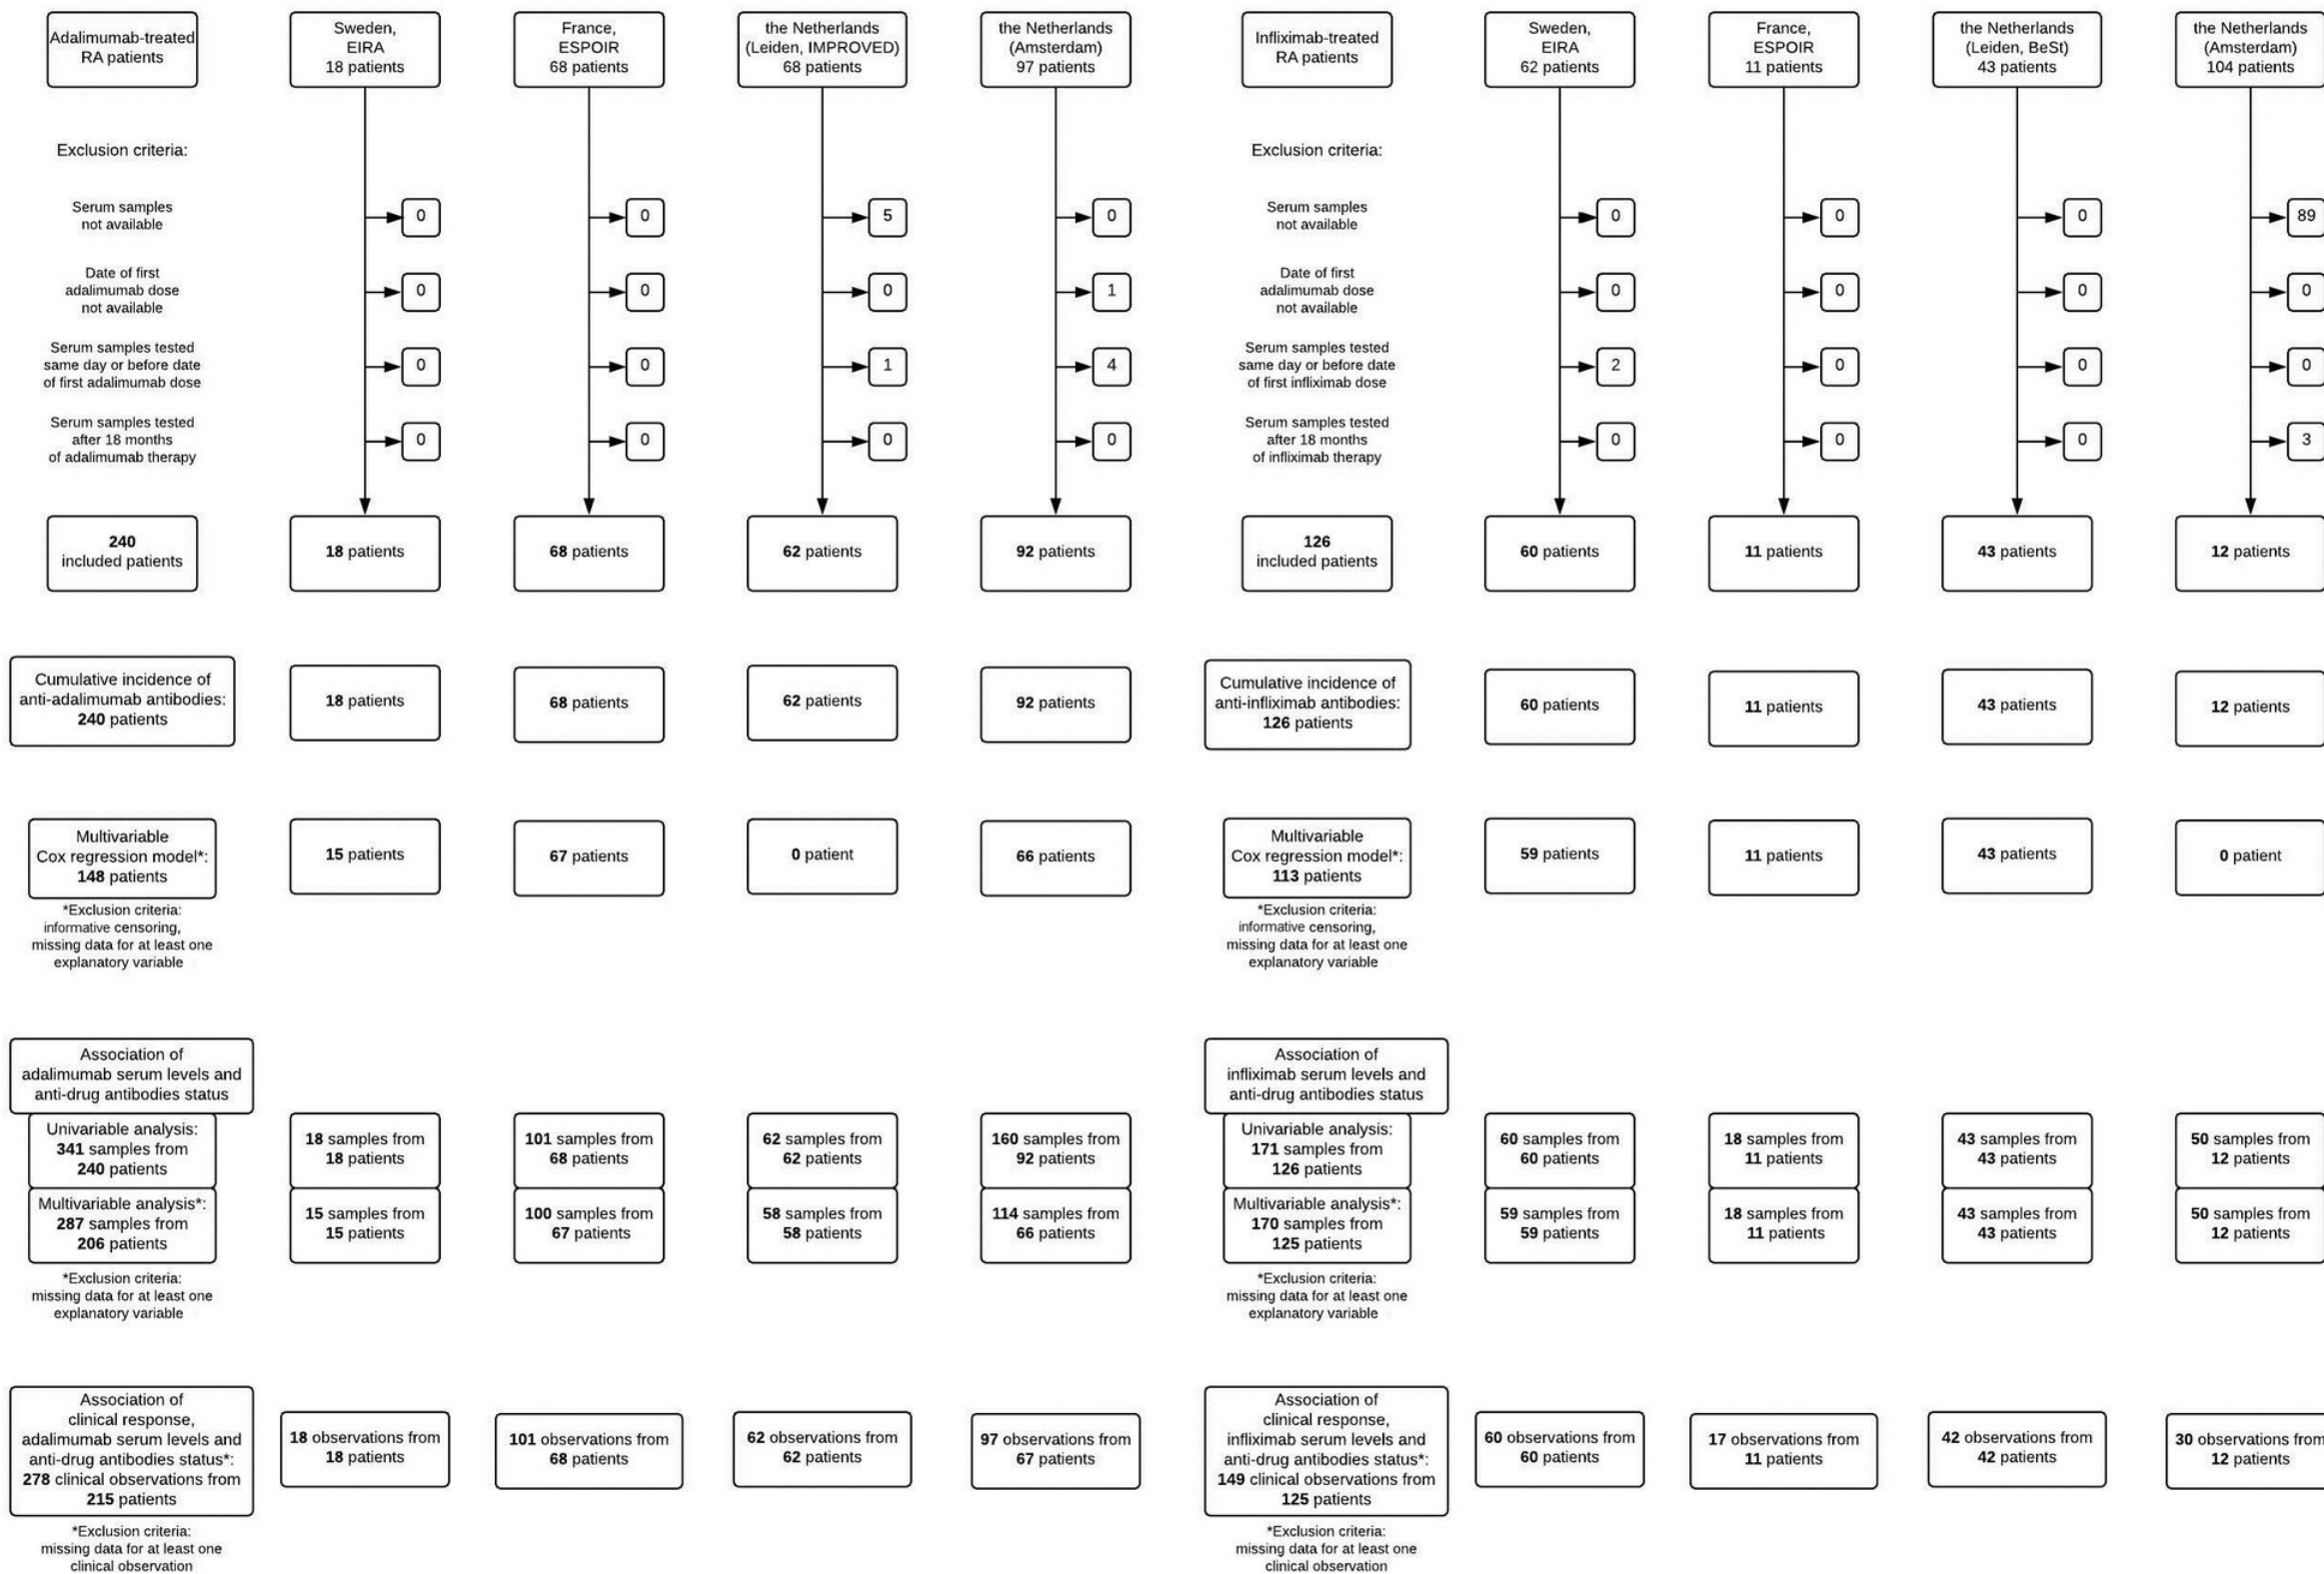 Adalimumab-treated
RA patients
Sweden,
EIRA
18 patients
France,
ESPOIR
68 patients
the Netherlands
(Leiden, IMPROVED)
68 patients
the Netherlands
(Amsterdam)
97 patients
Exclusion criteria:
Serum samples
not available
0
0
5
0
Date of first
adalimumab dose
not available
0
0
0
1
Serum samples tested
same day or before date
of first adalimumab dose
0
0
1
4
Serum samples tested
after 18 months
of adalimumab therapy
0
0
0
0
240
included patients
18 patients
68 patients
62 patients
92 patients
Cumulative incidence of
anti-adalimumab antibodies:
240 patients
18 patients
68 patients
62 patients
92 patients
Multivariable
Cox regression model*:
148 patients
15 patients
67 patients
0 patient
66 patients
*Exclusion criteria:
informative censoring,
missing data for at least one
explanatory variable
Association of
adalimumab serum levels and
anti-drug antibodies status
Univariable analysis:
341 samples from
240 patients
18 samples from
18 patients
101 samples from
68 patients
62 samples from
62 patients
160 samples from
92 patients
Multivariable analysis*:
287 samples from
206 patients
15 samples from
15 patients
100 samples from
67 patients
58 samples from
58 patients
114 samples from
66 patients
*Exclusion criteria:
missing data for at least one
explanatory variable
Association of
clinical response,
adalimumab serum levels and
anti-drug antibodies status*:
278 clinical observations from
215 patients
18 observations from
18 patients
101 observations from
68 patients
62 observations from
62 patients
97 observations from
67 patients
*Exclusion criteria:
missing data for at least one
clinical observation
Infliximab-treated
RA patients
Sweden,
EIRA
62 patients
France,
ESPOIR
11 patients
the Netherlands
(Leiden, BeSt)
43 patients
the Netherlands
(Amsterdam)
104 patients
Exclusion criteria:
Serum samples
not available
0
0
0
89
Date of first
adalimumab dose
not available
0
0
0
0
Serum samples tested
same day or before date
of first infliximab dose
2
0
0
0
Serum samples tested
after 18 months
of infliximab therapy
0
0
0
3
126
included patients
60 patients
11 patients
43 patients
12 patients
Cumulative incidence of
anti-infliximab antibodies:
126 patients
60 patients
11 patients
43 patients
12 patients
Multivariable
Cox regression model*:
113 patients
59 patients
11 patients
43 patients
0 patient
*Exclusion criteria:
informative censoring,
missing data for at least one
explanatory variable
Association of
infliximab serum levels and
anti-drug antibodies status
Univariable analysis:
171 samples from
126 patients
60 samples from
60 patients
18 samples from
11 patients
43 samples from
43 patients
50 samples from
12 patients
Multivariable analysis*:
170 samples from
125 patients
59 samples from
59 patients
18 samples from
11 patients
43 samples from
43 patients
50 samples from
12 patients
*Exclusion criteria:
missing data for at least one
explanatory variable
Association of
clinical response,
infliximab serum levels and
anti-drug antibodies status*:
149 clinical observations from
125 patients
60 observations from
60 patients
17 observations from
11 patients
42 observations from
42 patients
30 observations from
12 patients
*Exclusion criteria:
missing data for at least one
clinical observation